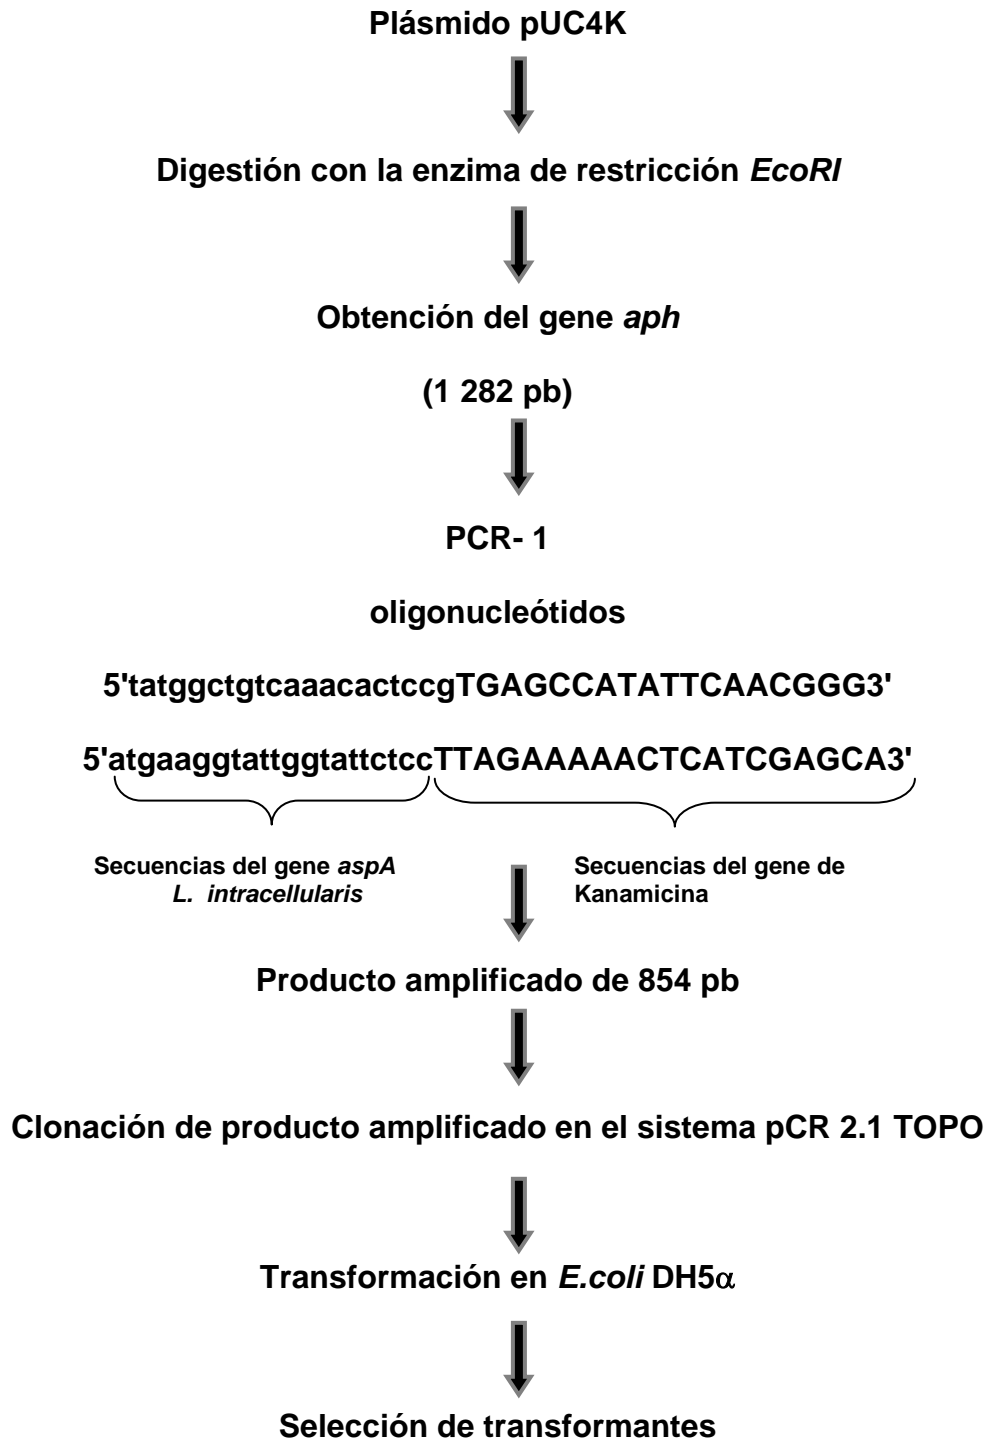 Plásmido pUC4K
Digestión con la enzima de restricción EcoRI
Obtención del gene aph
(1 282 pb)
PCR- 1
oligonucleótidos
5'tatggctgtcaaacactccgTGAGCCATATTCAACGGG3'
5'atgaaggtattggtattctccTTAGAAAAACTCATCGAGCA3'
Secuencias del gene aspA
L. intracellularis
Secuencias del gene de
Kanamicina
Producto amplificado de 854 pb
Clonación de producto amplificado en el sistema pCR 2.1 TOPO
Transformación en E.coli DH5α
Selección de transformantes